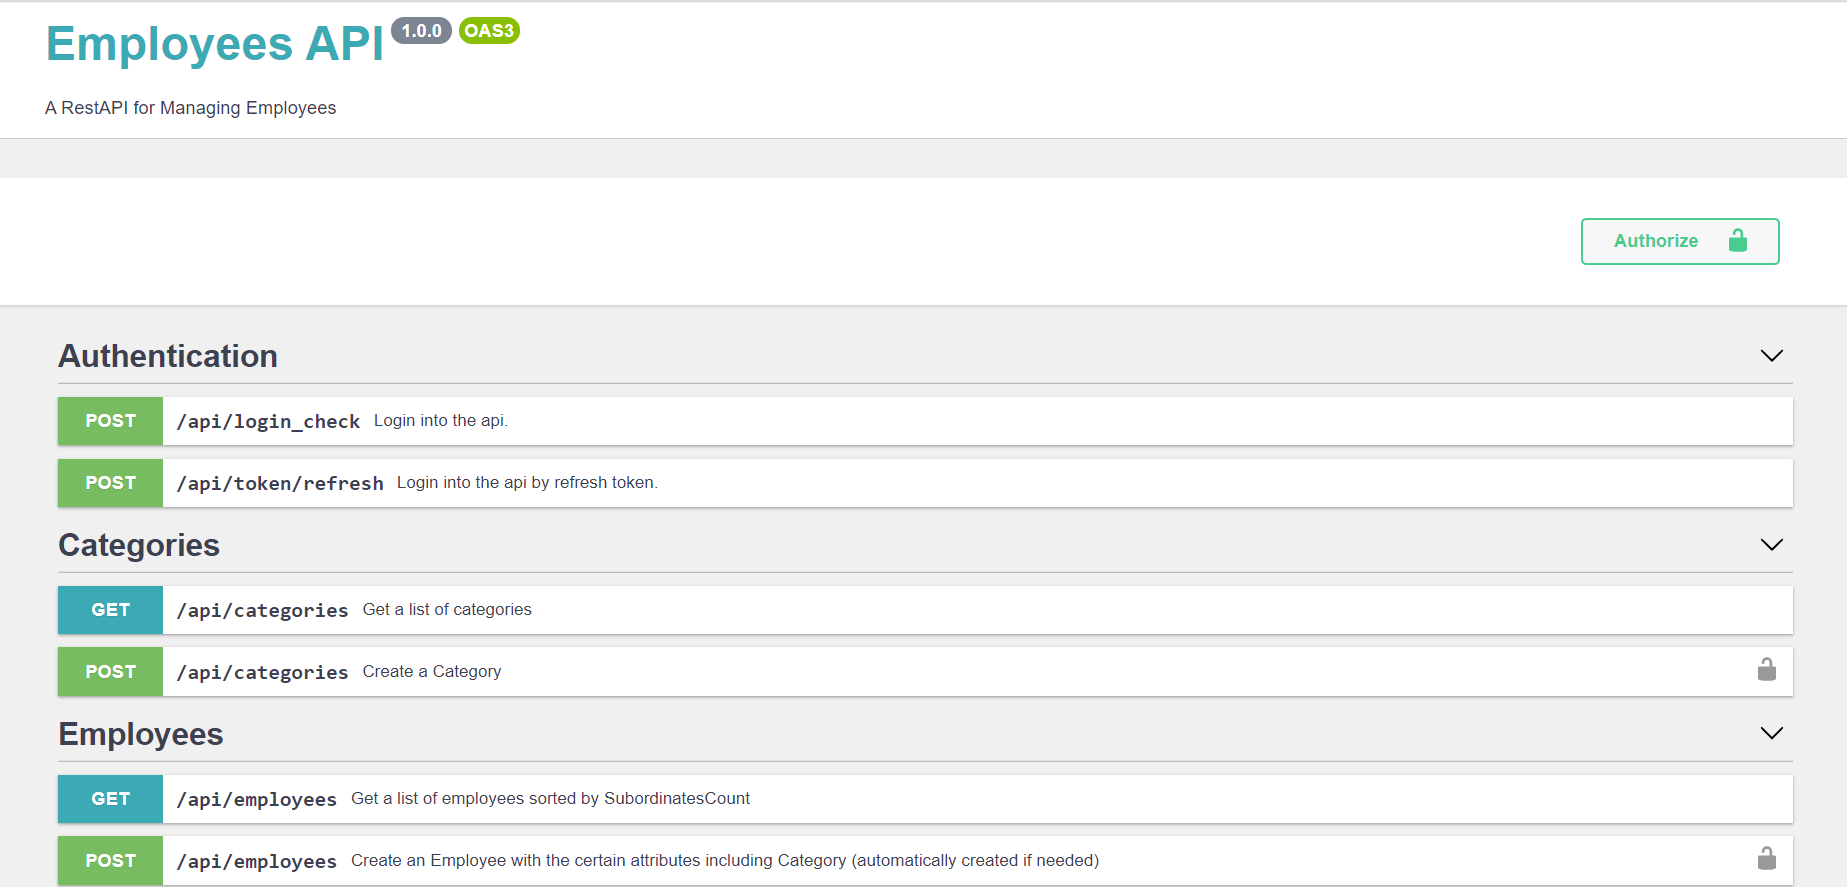 Employees API 1.0.0 OAS3
A RestAPI for Managing Employees
Authorize
Authentication
POST /api/login_check Login into the api.
POST /api/token/refresh Login into the api by refresh token.
Categories
GET /api/categories Get a list of categories
POST /api/categories Create a Category
Employees
GET /api/employees Get a list of employees sorted by SubordinatesCount
POST /api/employees Create an Employee with the certain attributes including Category (automatically created if needed)